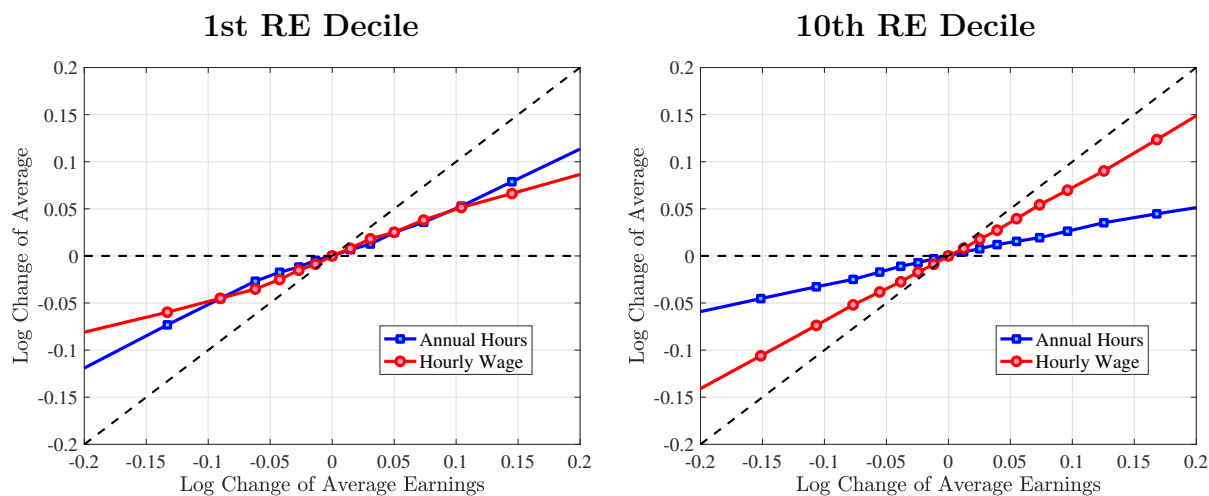 1st RE Decile
0.2
0.15
0.1
0.05
0
-0.05
-0.1
-0.15
-0.2
-0.2 -0.15 -0.1 -0.05 0 0.05 0.1 0.15 0.2
Log Change of Average
Log Change of Average Earnings
Annual Hours
Hourly Wage
10th RE Decile
0.2
0.15
0.1
0.05
0
-0.05
-0.1
-0.15
-0.2
-0.2 -0.15 -0.1 -0.05 0 0.05 0.1 0.15 0.2
Log Change of Average
Log Change of Average Earnings
Annual Hours
Hourly Wage